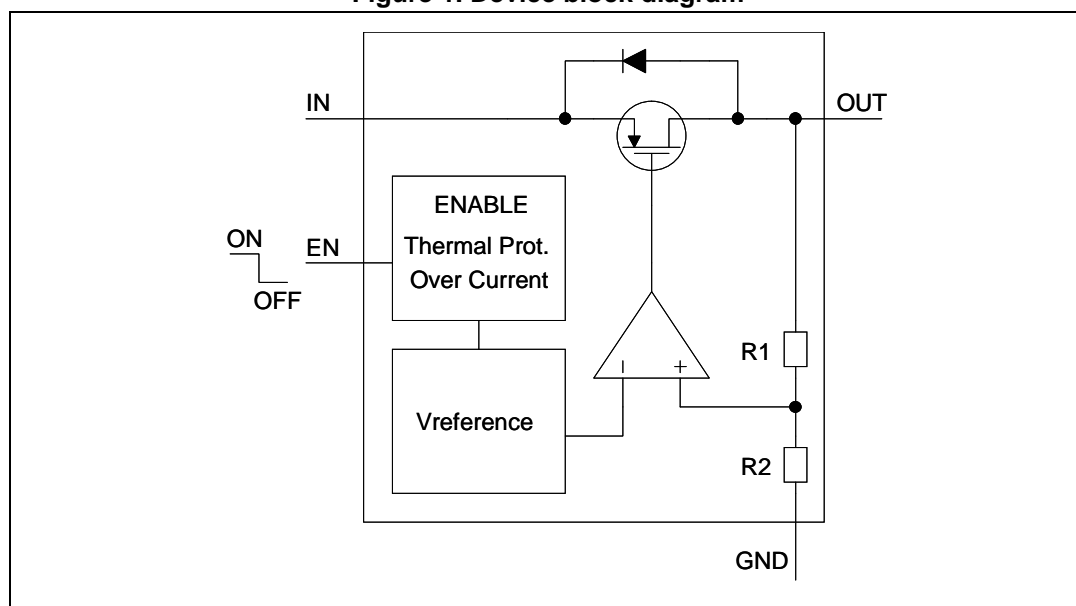 Figure 1. Device block diagram
IN
OUT
ENABLE
Thermal Prot.
Over Current
ON
EN
OFF
R1
Vreference
R2
GND